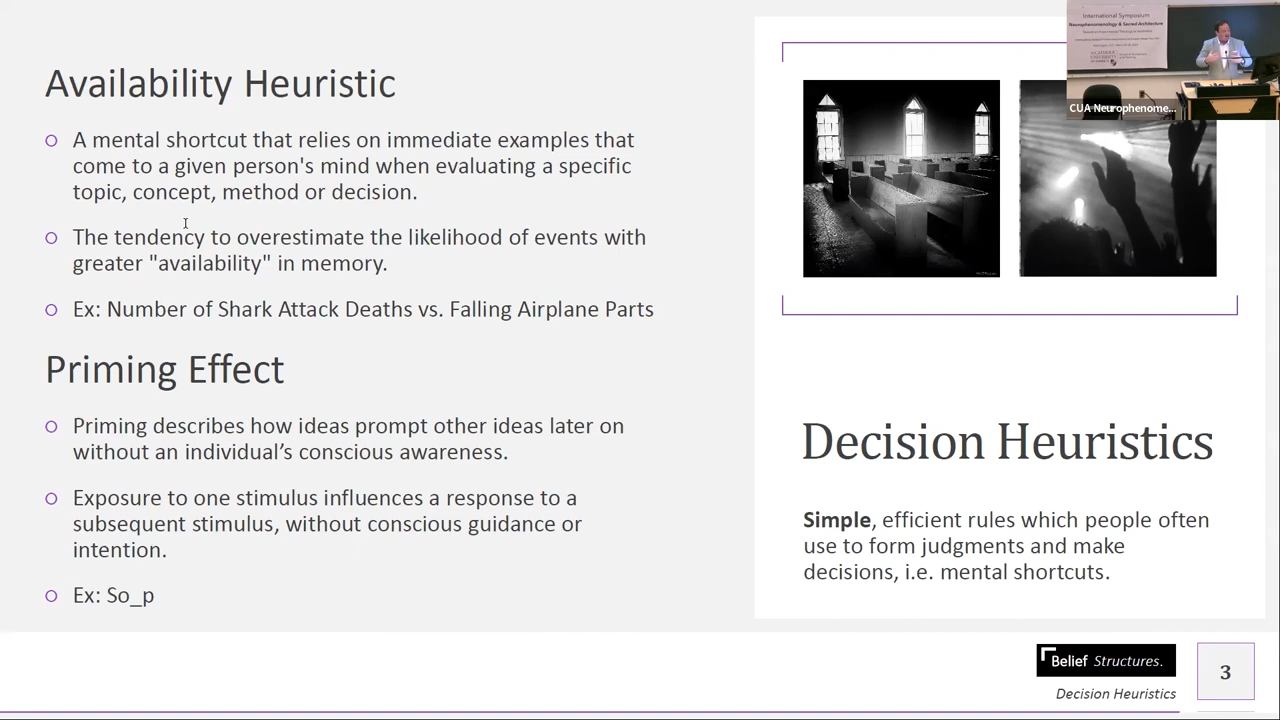 Availability Heuristic
A mental shortcut that relies on immediate examples that
come to a given person's mind when evaluating a specific
topic, concept, method or decision.
The tendency to overestimate the likelihood of events with
greater "availability" in memory.
Ex: Number of Shark Attack Deaths vs. Falling Airplane Parts
Priming Effect
Priming describes how ideas prompt other ideas later on
without an individual’s conscious awareness.
Exposure to one stimulus influences a response to a
subsequent stimulus, without conscious guidance or
intention.
Ex: So_p
International Symposium
Neurophenomenology & Sacred Architecture
CUA Neurophenome...
Decision Heuristics
Simple, efficient rules which people often
use to form judgments and make
decisions, i.e. mental shortcuts.
Belief Structures.
Decision Heuristics
3